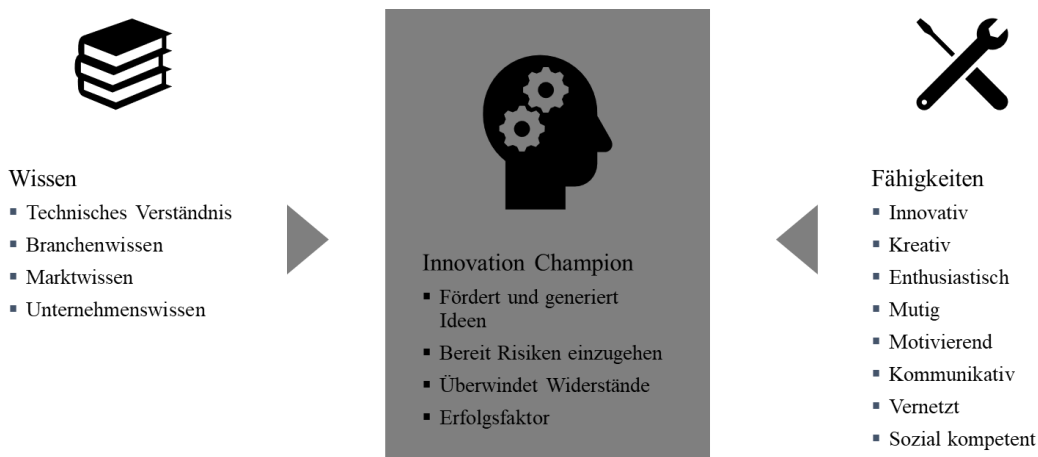 Wissen
▪ Technisches Verständnis
▪ Branchenwissen
▪ Marktwissen
▪ Unternehmenswissen
Innovation Champion
▪ Fördert und generiert
Ideen
▪ Bereit Risiken einzugehen
▪ Überwindet Widerstände
▪ Erfolgsfaktor
Fähigkeiten
▪ Innovativ
▪ Kreativ
▪ Enthusiastisch
▪ Mutig
▪ Motivierend
▪ Kommunikativ
▪ Vernetzt
▪ Sozial kompetent